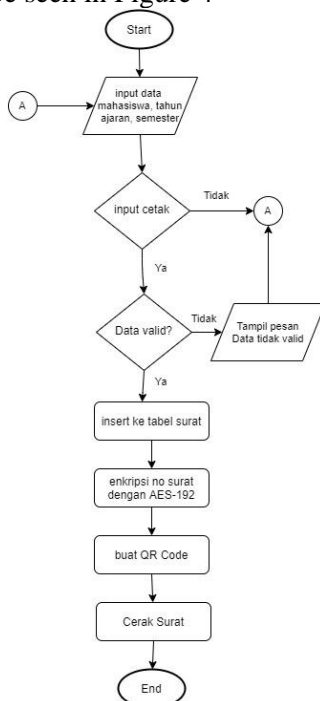 be seen in Figure 4
Start
A
input data
mahasiswa, tahun
ajaran, semester
input cetak
Tidak
A
Ya
Data valid?
Tidak
Tampil pesan
Data tidak valid
Ya
insert ke tabel surat
enkripsi no surat
dengan AES-192
buat QR Code
Cerak Surat
End